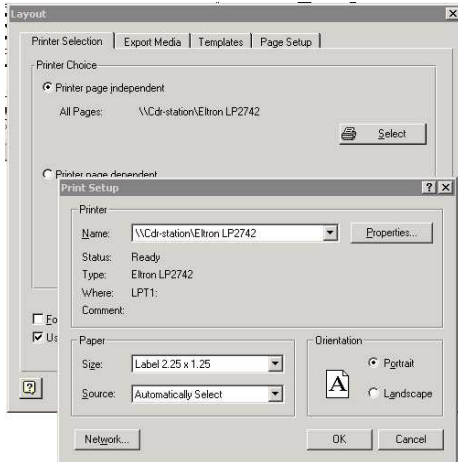 Layout
Printer Selection Export Media Templates Page Setup
Printer Choice
Printer page independent
All Pages: \\Cdr-station\Eltron LP2742
Select
Printer page dependent
Print Setup
Printer
Name: \\Cdr-station\Eltron LP2742 Properties...
Status: Ready
Type: Eltron LP2742
Where: LPT1:
Comment:
Fo
Us
Paper
Size: Label 2.25 x 1.25
Source: Automatically Select
Orientation
Portrait
A
Landscape
Network... OK Cancel